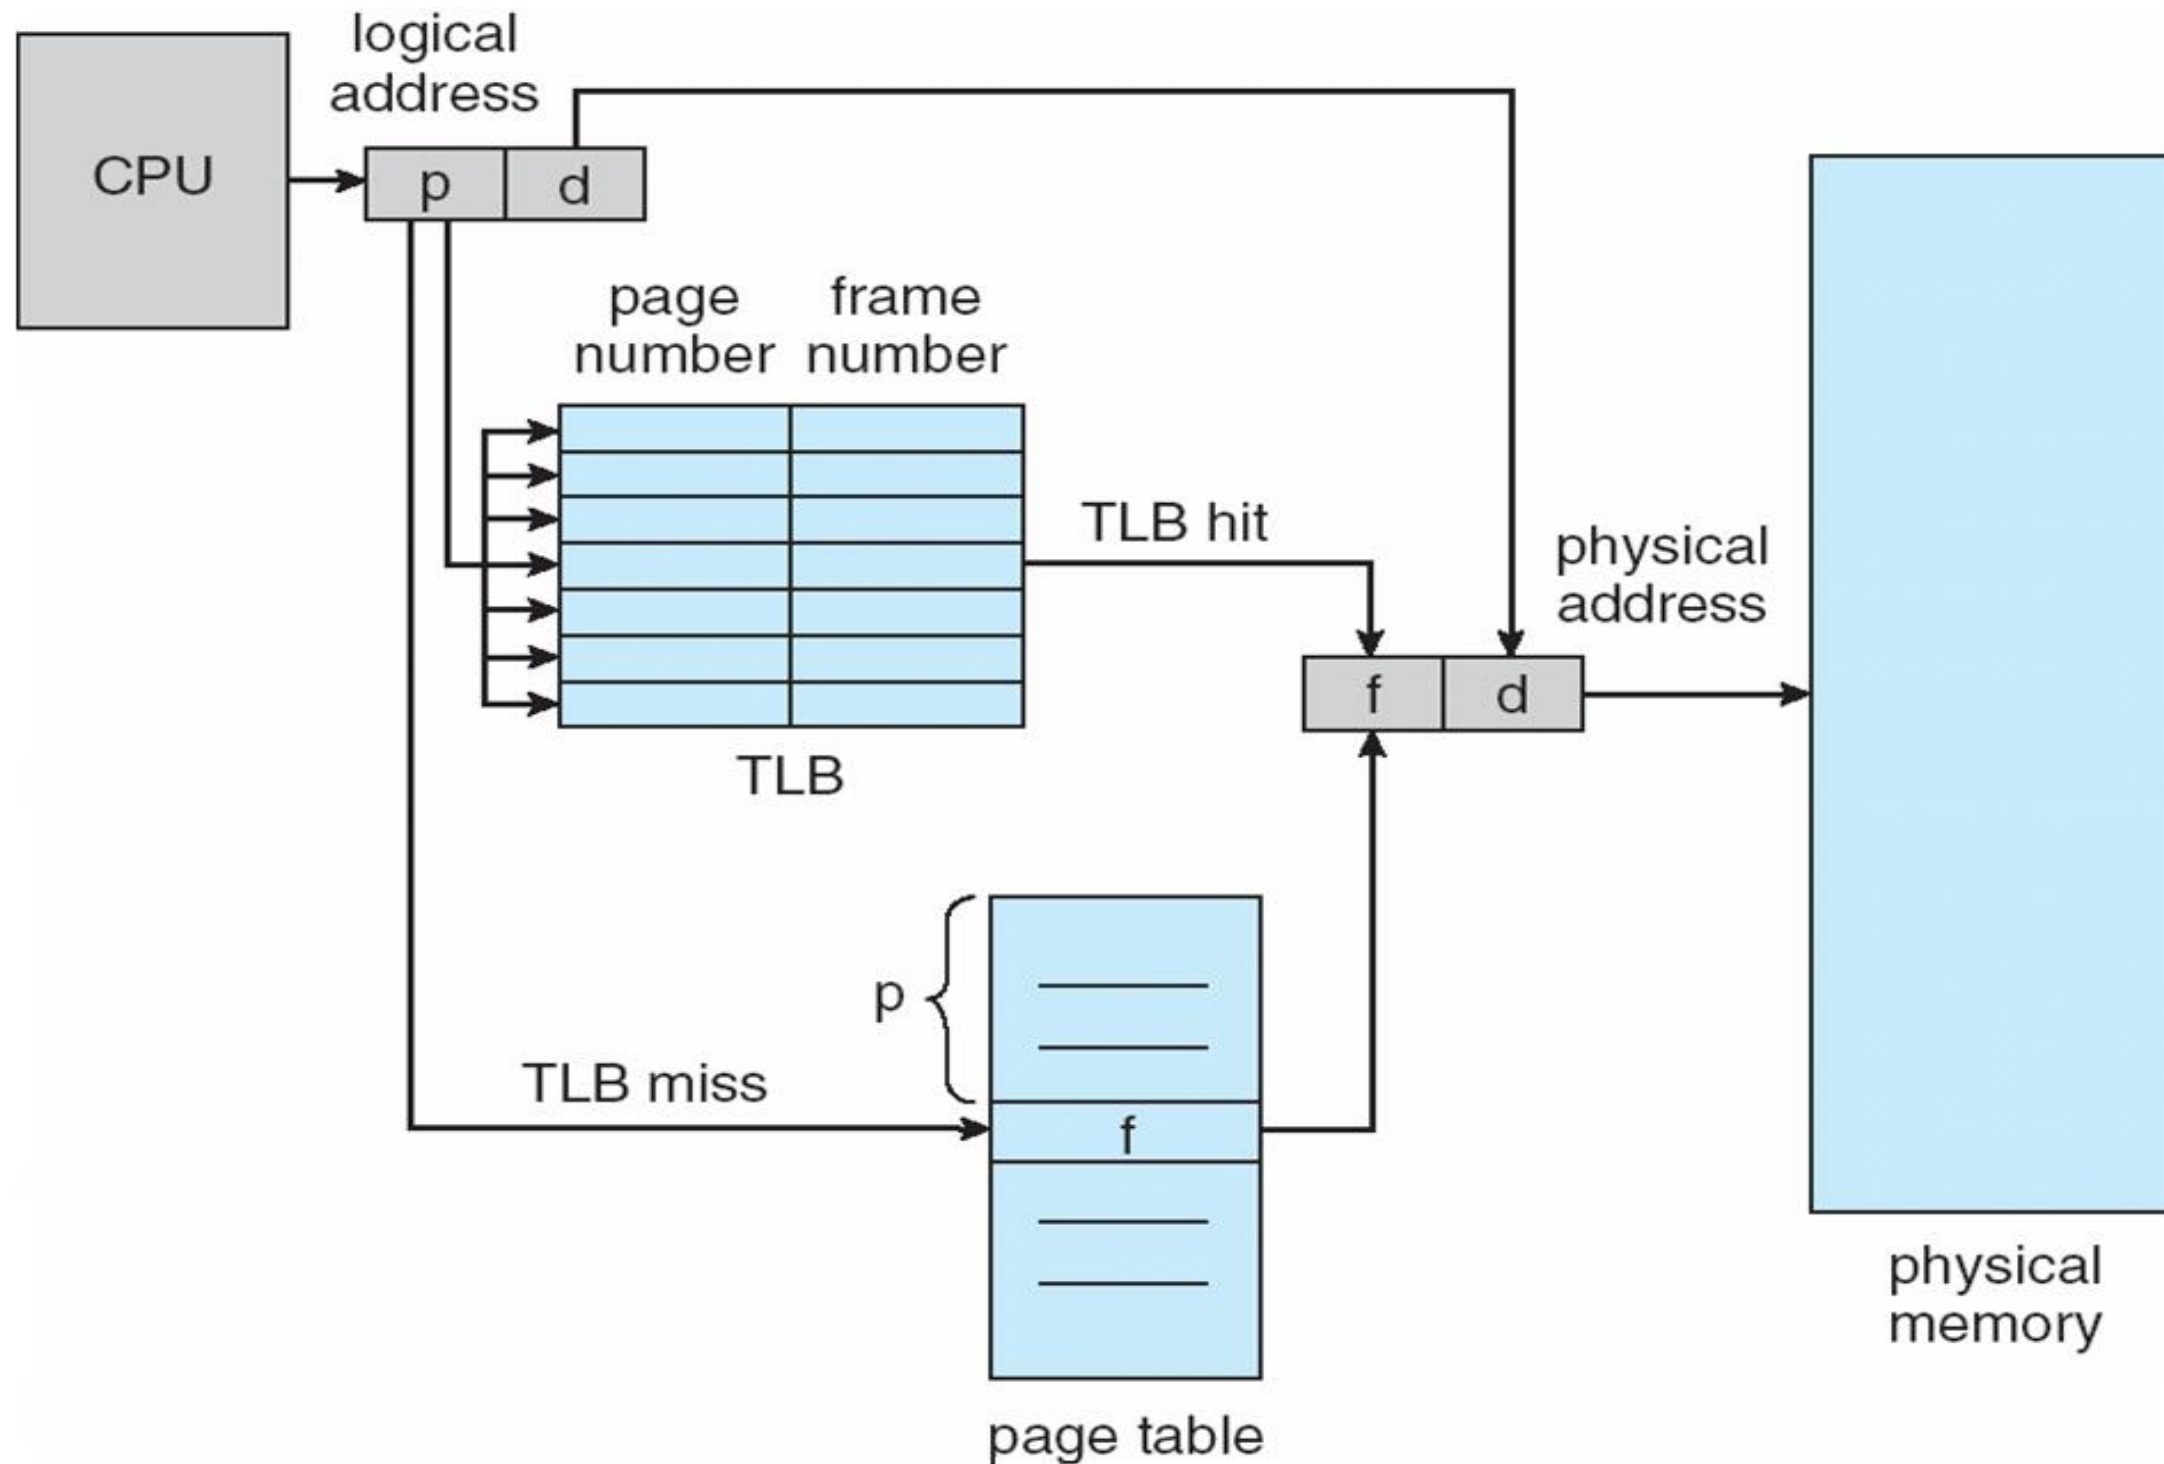 logical
address
CPU
p
d
page
number
frame
number
TLB hit
physical
address
f
d
TLB
p
TLB miss
f
physical
memory
page table